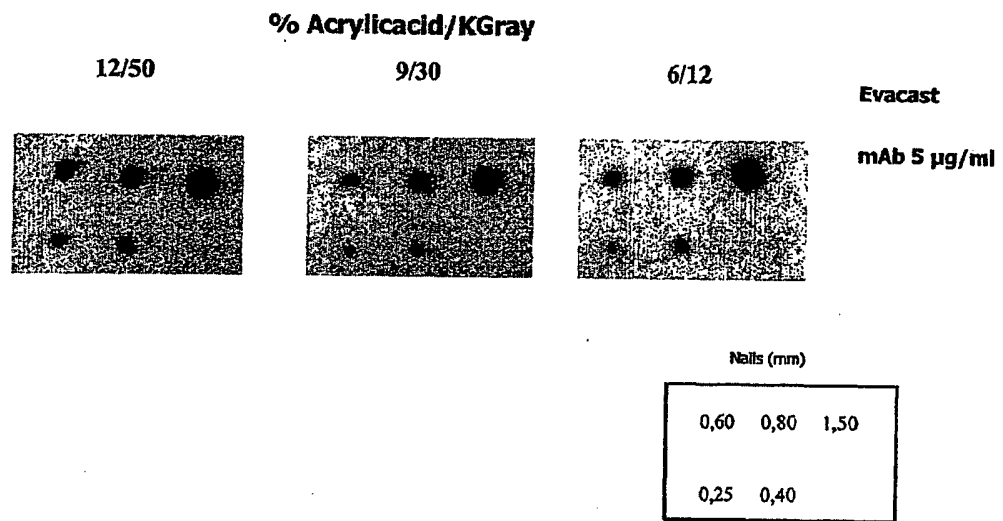 % Acrylicacid/KGray
12/50 9/30 6/12
Evacast
mAb 5 µg/ml
Nails (mm)
0,60 0,80 1,50
0,25 0,40